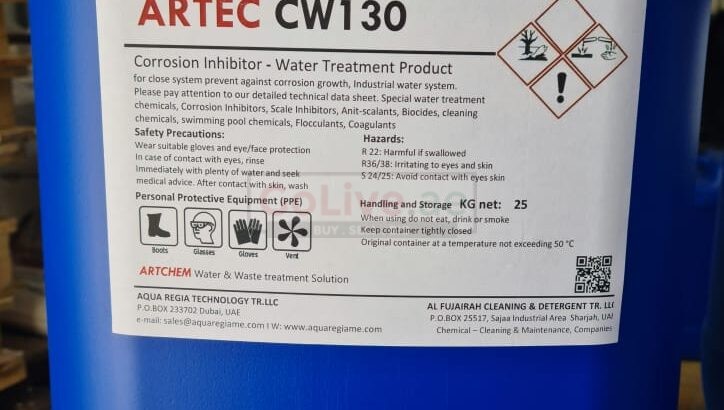 ARTEC CW130
Corrosion Inhibitor - Water Treatment Product
for close system prevent against corrosion growth, Industrial water system.
Please pay attention to our detailed technical data sheet. Special water treatment
chemicals, Corrosion Inhibitors, Scale Inhibitors, Anit-scalants, Biocides, cleaning
chemicals, swimming pool chemicals, Flocculants, Coagulants
Safety Precautions:
Wear suitable gloves and eye/face protection
In case of contact with eyes, rinse
Immediately with plenty of water and seek
medical advice. After contact with skin, wash
Hazards:
R 22: Harmful if swallowed
R36/38: Irritating to eyes and skin
S 24/25: Avoid contact with eyes skin
GoLive.ae
BUY. S
Personal Protective Equipment (PPE)
Boots Glasses Gloves Vent
Handling and Storage KG net: 25
When using do not eat, drink or smoke
Keep container tightly closed
Original container at a temperature not exceeding 50 °C
ARTCHEM Water & Waste treatment Solution
AQUA REGIA TECHNOLOGY TR.LLC
P.O.BOX 233702 Dubai, UAE
e-mail: sales@aquaregiame.com I W: www.aquaregiame.com
AL FUJAIRAH CLEANING & DETERGENT TR. LLC
P.O.BOX 25517, Sajaa Industrial Area Sharjah, UAE
Chemical – Cleaning & Maintenance, Companies